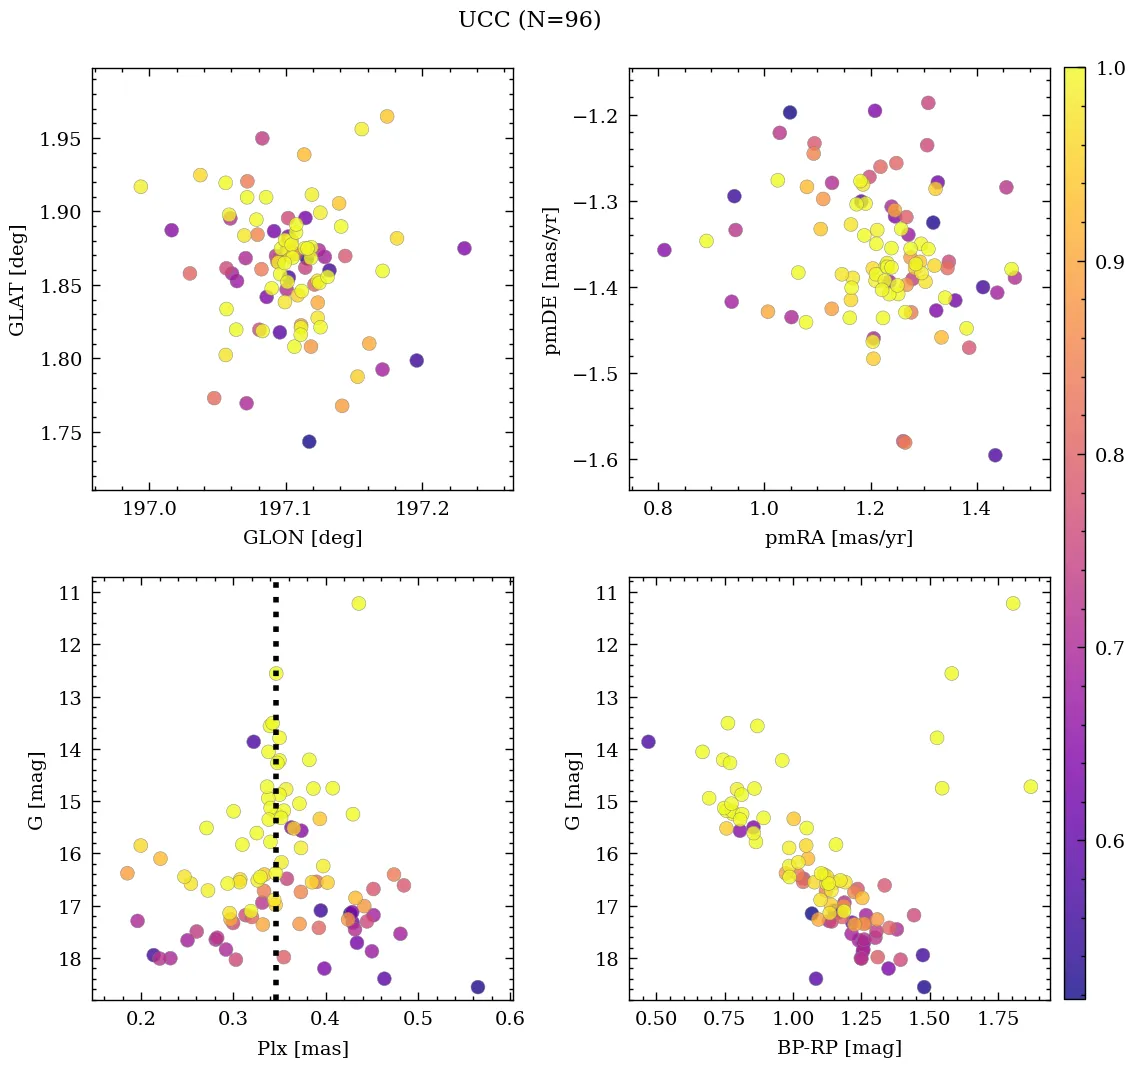 UCC (N=96)
1.95
1.90
1.85
1.80
1.75
GLAT [deg]
197.0 197.1 197.2
GLON [deg]
−1.2
−1.3
−1.4
−1.5
−1.6
pmDE [mas/yr]
0.8 1.0 1.2 1.4
pmRA [mas/yr]
11
12
13
14
15
16
17
18
G [mag]
0.2 0.3 0.4 0.5 0.6
Plx [mas]
11
12
13
14
15
16
17
18
G [mag]
0.50 0.75 1.00 1.25 1.50 1.75
BP-RP [mag]
1.0
0.9
0.8
0.7
0.6